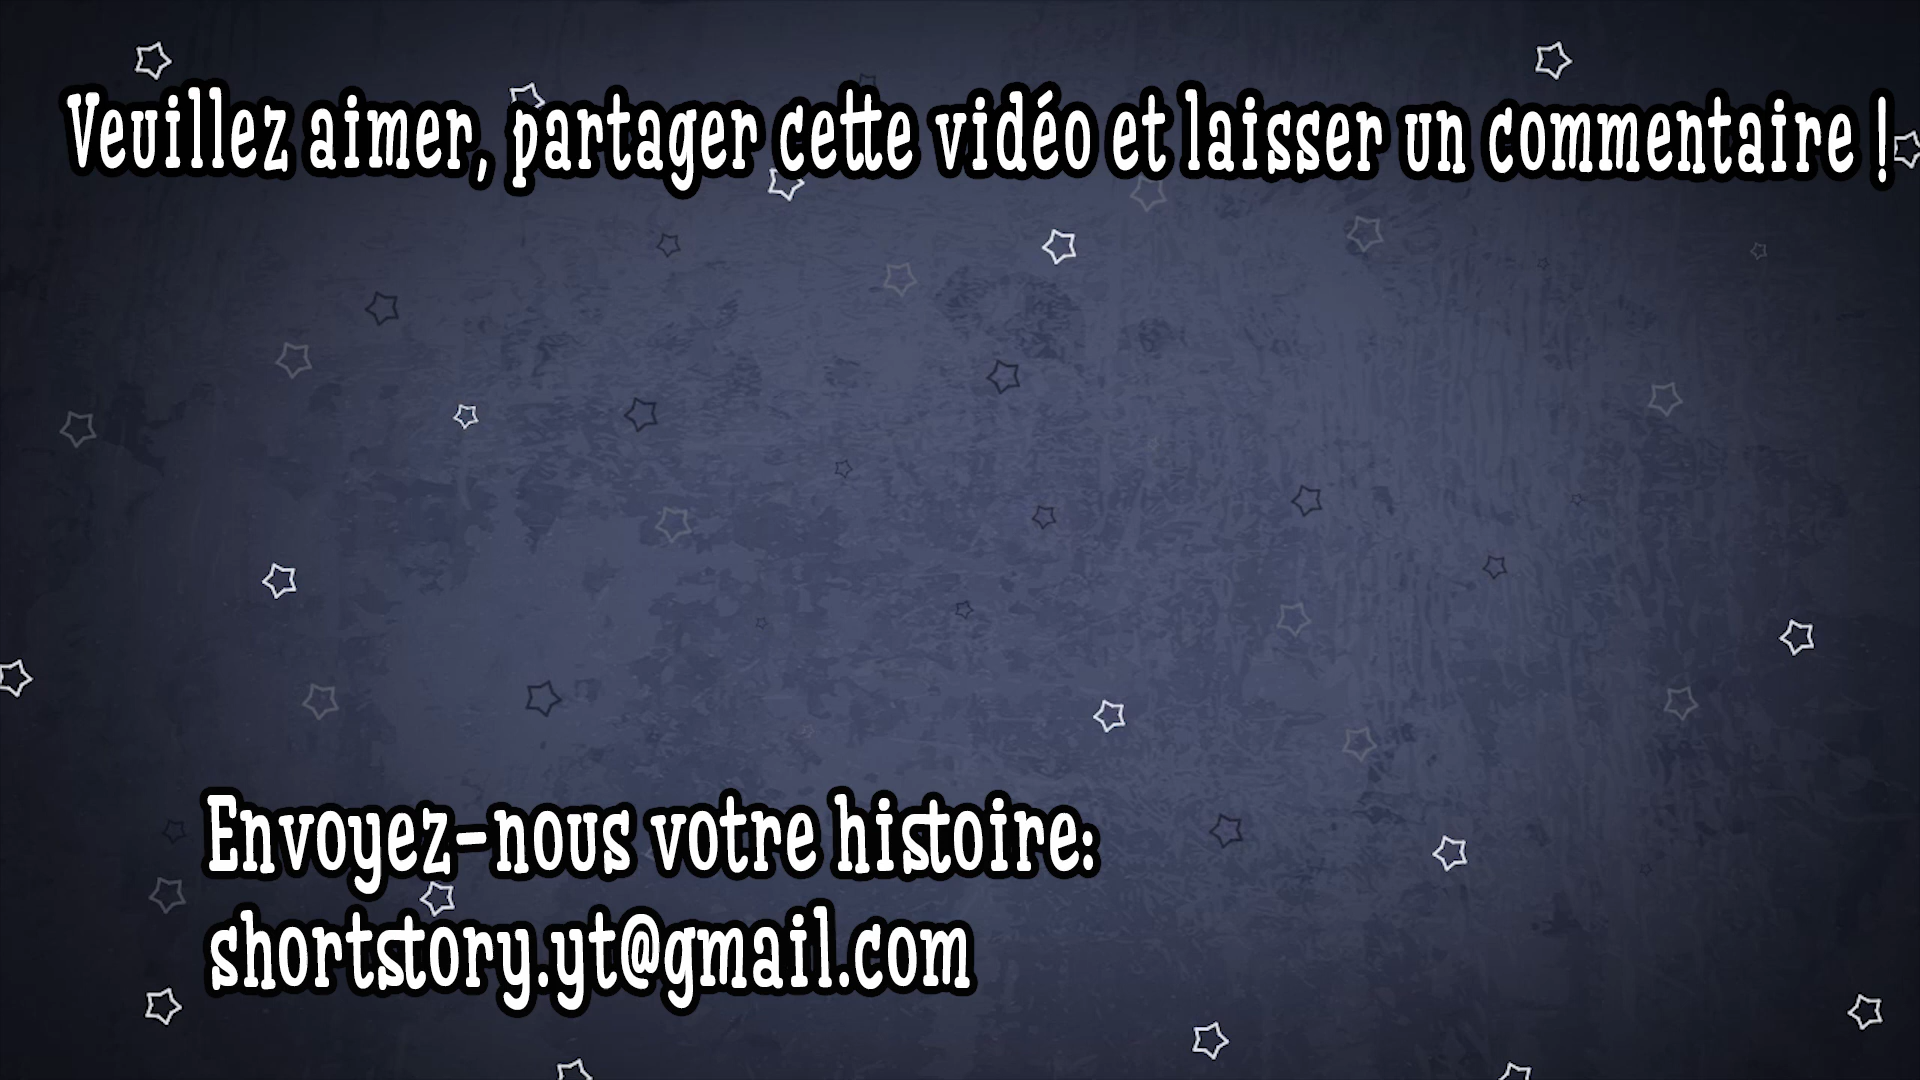 Veuillez aimer, partager cette vidéo et laisser un commentaire !
Envoyez-nous votre histoire:
shortstory.yt@gmail.com